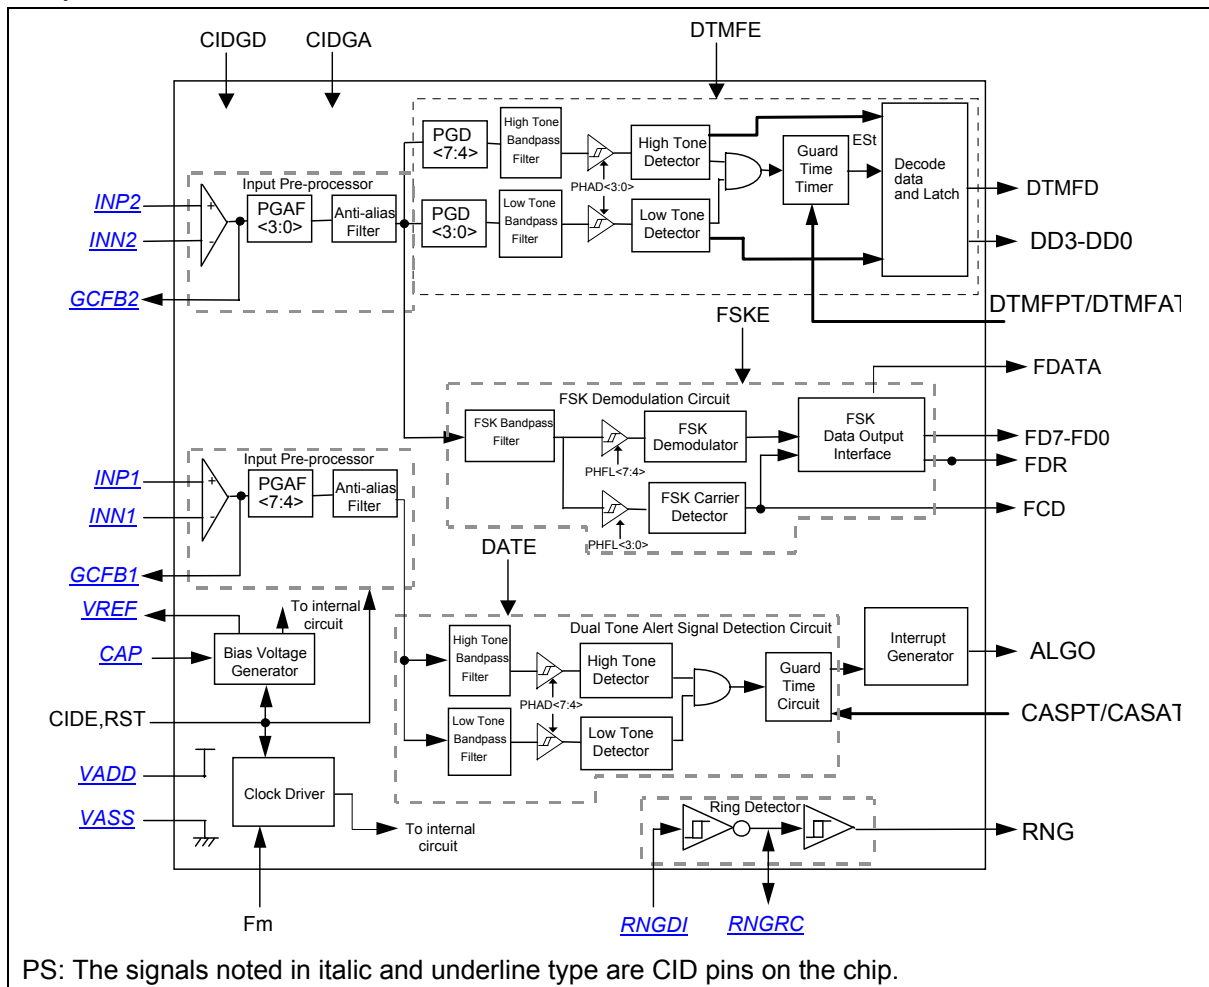 CIDGD
CIDGA
DTMFE
High Tone
Bandpass
Filter
PGD
<7:4>
High Tone
Detector
Guard
Time
Timer
ESt
Decode
data
and Latch
DTMFD
DD3-DD0
PHAD<3:0>
Input Pre-processor
INP2
INN2
+
-
PGAF
<3:0>
Anti-alias
Filter
PGD
<3:0>
Low Tone
Bandpass
Filter
Low Tone
Detector
GCFB2
DTMFPT/DTMFAT
FSKE
FDATA
FSK Demodulation Circuit
FSK Bandpass
Filter
FSK
Demodulator
FSK
Data Output
Interface
FD7-FD0
FDR
PHFL<7:4>
FSK Carrier
Detector
FCD
PHFL<3:0>
Input Pre-processor
INP1
INN1
+
-
PGAF
<7:4>
Anti-alias
Filter
GCFB1
DATE
VREF
To internal
circuit
CAP
Bias Voltage
Generator
Dual Tone Alert Signal Detection Circuit
High Tone
Bandpass
Filter
High Tone
Detector
Guard
Time
Circuit
Interrupt
Generator
ALGO
PHAD<7:4>
CASPT/CASAT
Low Tone
Bandpass
Filter
Low Tone
Detector
CIDE,RST
VADD
Clock Driver
VASS
To internal
circuit
Ring Detector
RNG
Fm
RNGDI
RNGRC
PS: The signals noted in italic and underline type are CID pins on the chip.